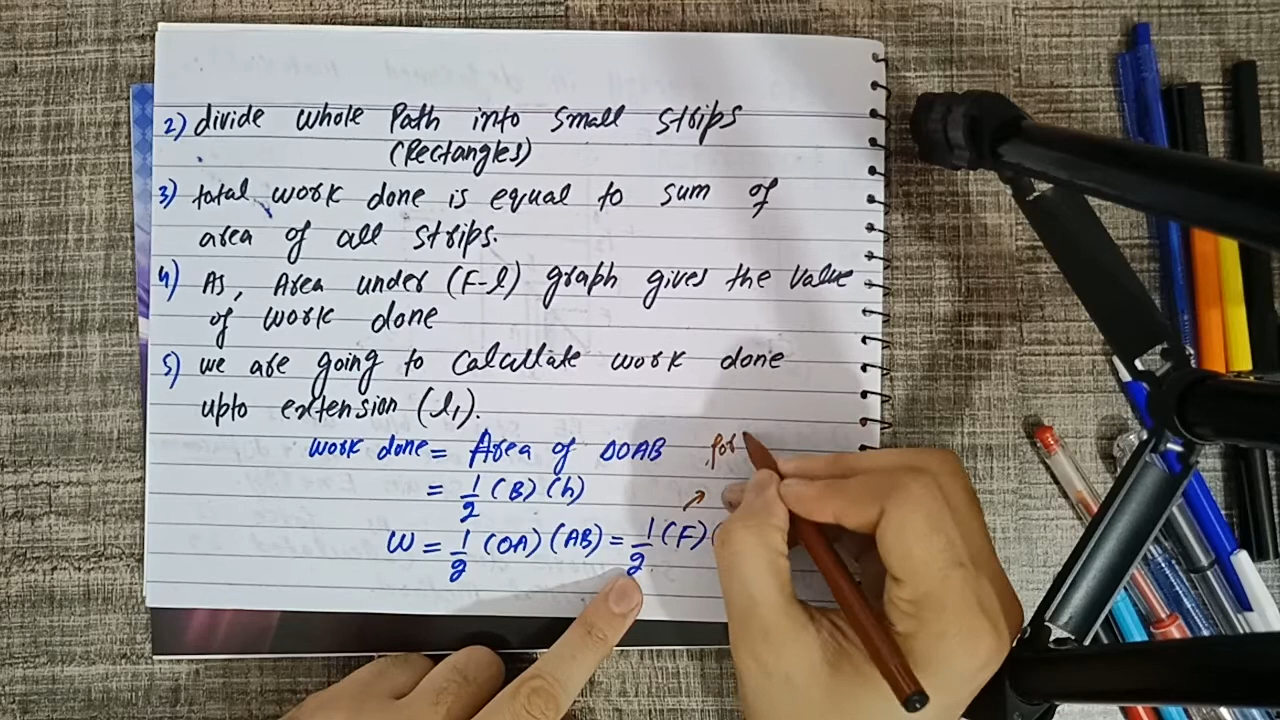 2) divide whole Path into small strips
(Rectangles)
3) total work done is equal to sum of
area of all strips.
4) As, Area under (F-l) graph gives the value
of work done
5) we are going to Calculate work done
upto extension (l₁).
work done = Area of ΔOAB for
= 1/2 (B) (h)
W = 1/2 (OA) (AB) = 1/2 (F) (